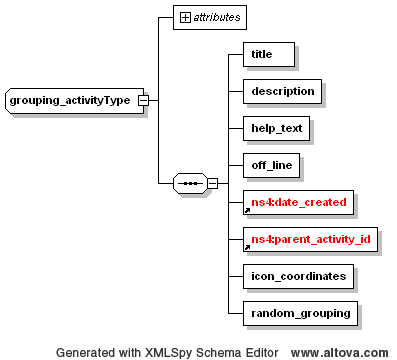 attributes
grouping_activityType
title
description
help_text
off_line
ns4:date_created
ns4:parent_activity_id
icon_coordinates
random_grouping
Generated with XMLSpy Schema Editor www.altova.com